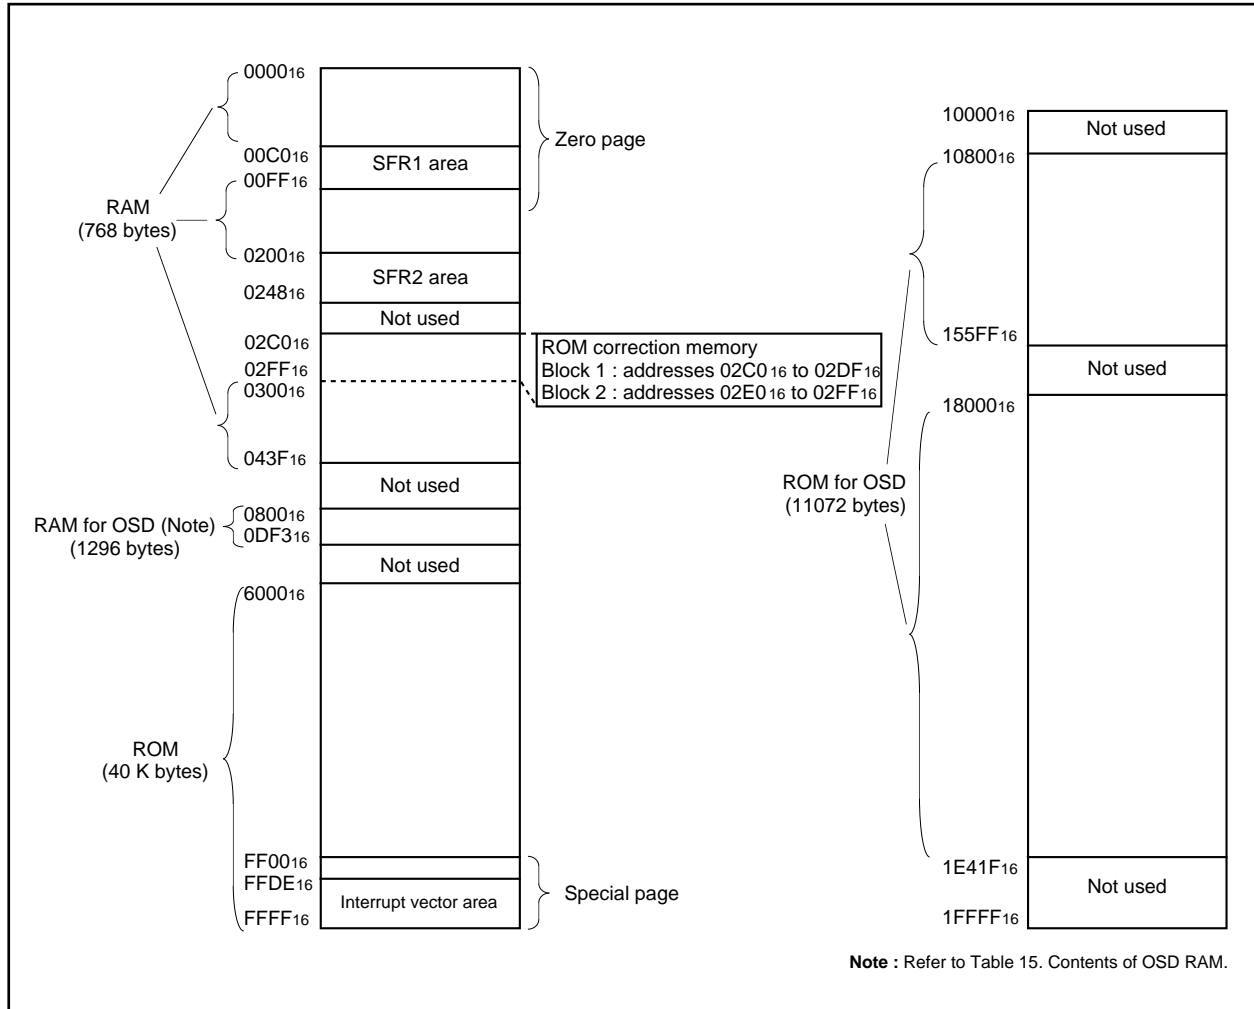 000016
00C016
SFR1 area
00FF16
Zero page
RAM
(768 bytes)
020016
SFR2 area
024816
Not used
02C016
02FF16
030016
ROM correction memory
Block 1 : addresses 02C016 to 02DF16
Block 2 : addresses 02E016 to 02FF16
043F16
Not used
RAM for OSD (Note)
(1296 bytes)
080016
0DF316
Not used
600016
ROM
(40 K bytes)
FF0016
FFDE16
Interrupt vector area
FFFF16
Special page
1000016
Not used
1080016
155FF16
Not used
1800016
ROM for OSD
(11072 bytes)
1E41F16
Not used
1FFFF16
Note : Refer to Table 15. Contents of OSD RAM.